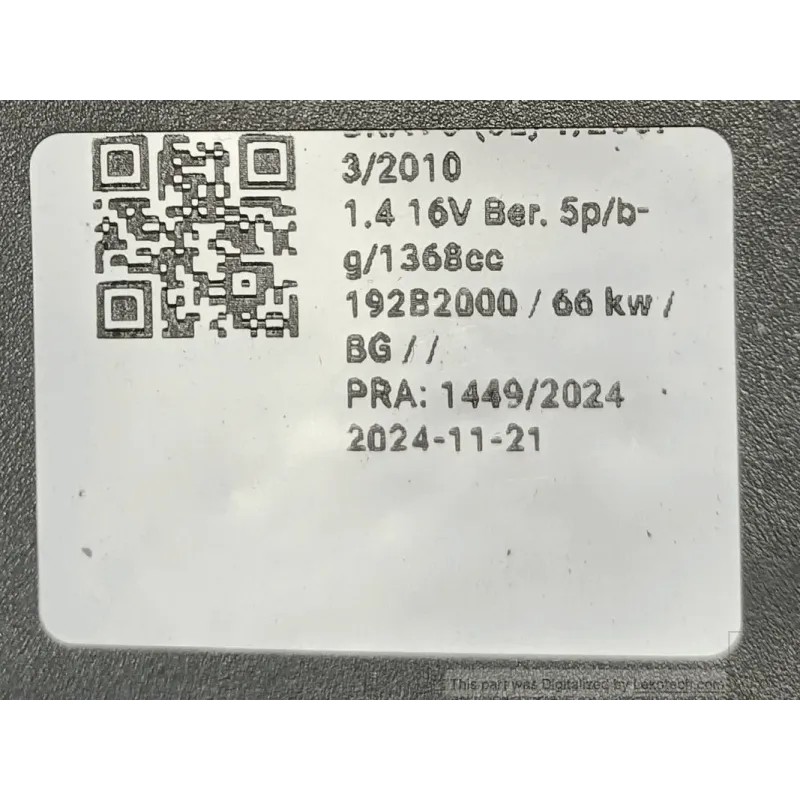 3/2010
1.4 16V Ber. 5p/b-
g/1368cc
192B2000 / 66 kw /
BG / /
PRA: 1449/2024
2024-11-21
This part was Digitalized by Lekotech.com